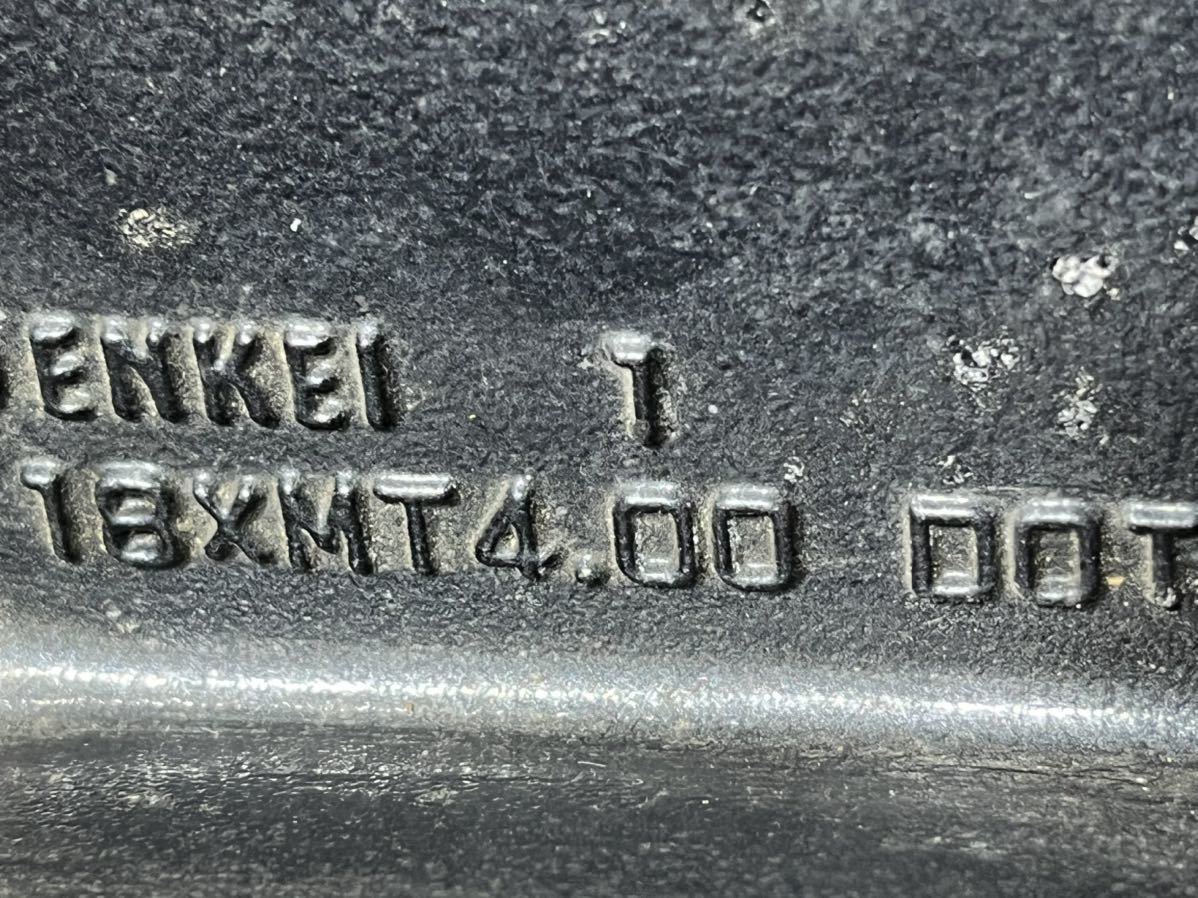 ENKEI 1
18XMT4.00 DOT